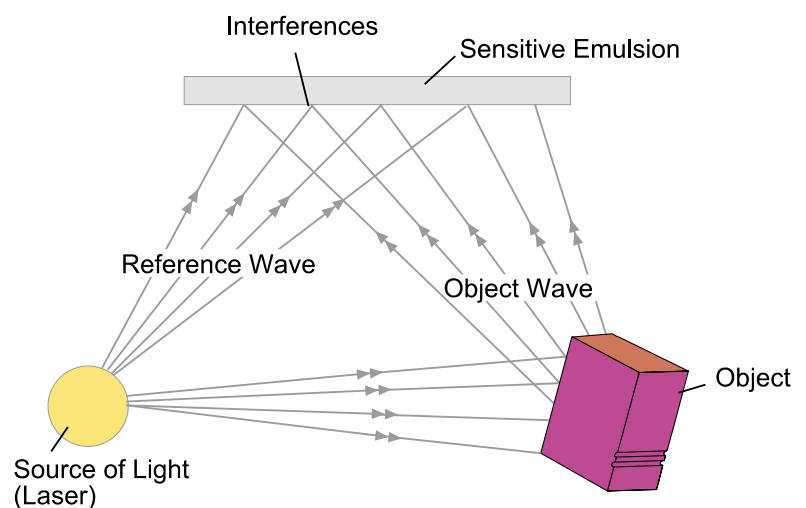 Interferences
Sensitive Emulsion
Reference Wave
Object Wave
Object
Source of Light
(Laser)